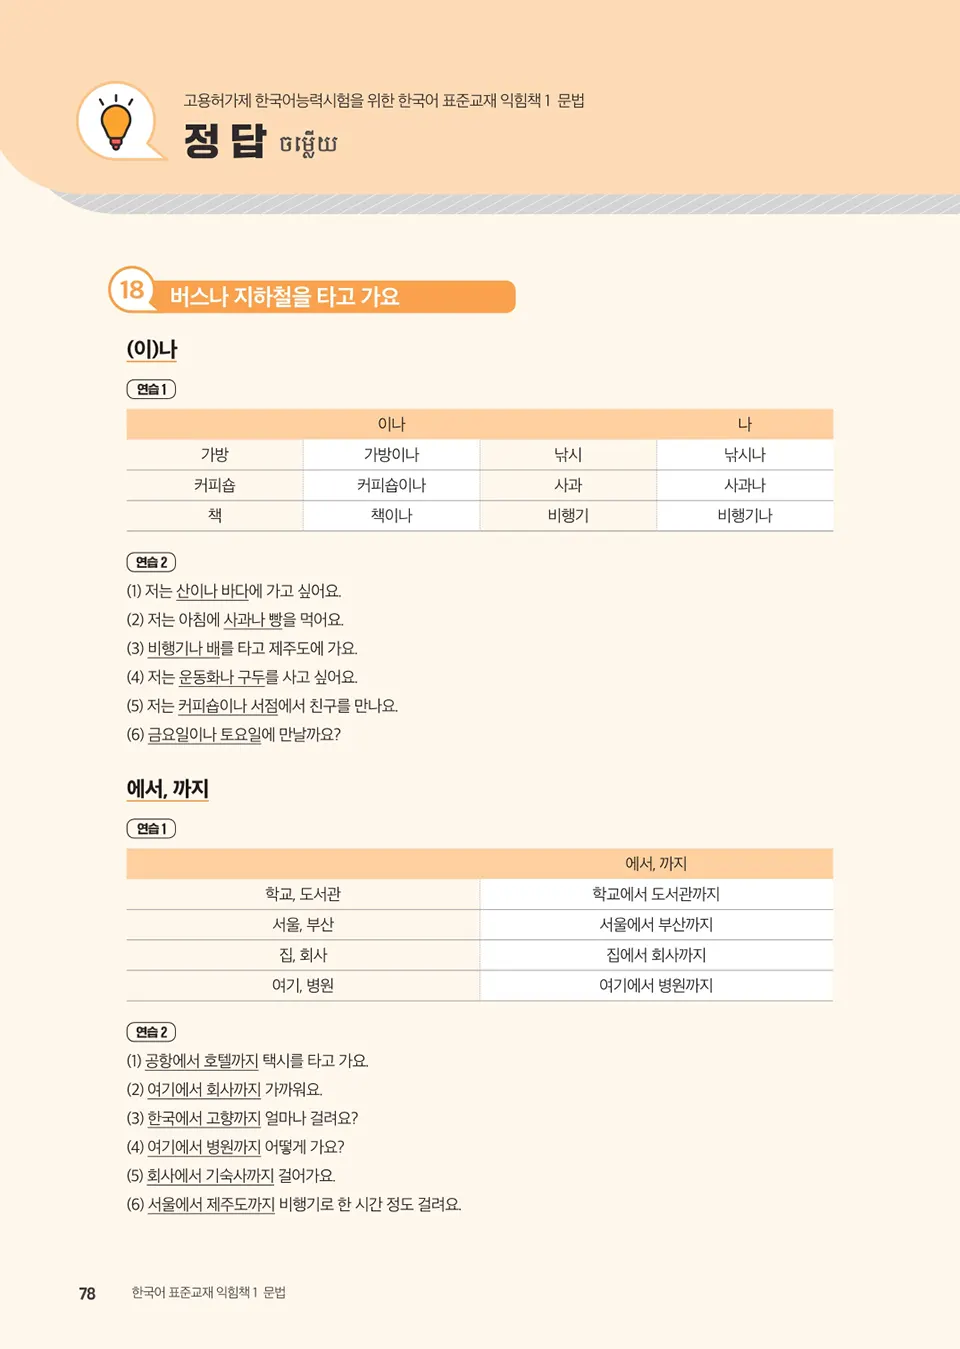 고용허가제 한국어능력시험을 위한 한국어 표준교재 익힘책 1 문법
정답 ចម្លើយ
18 버스나 지하철을 타고 가요
(이)나
연습 1
이나 나
가방 가방이나 낚시 낚시나
커피숍 커피숍이나 사과 사과나
책 책이나 비행기 비행기나
연습 2
(1) 저는 산이나 바다에 가고 싶어요.
(2) 저는 아침에 사과나 빵을 먹어요.
(3) 비행기나 배를 타고 제주도에 가요.
(4) 저는 운동화나 구두를 사고 싶어요.
(5) 저는 커피숍이나 서점에서 친구를 만나요.
(6) 금요일이나 토요일에 만날까요?
에서, 까지
연습 1
에서, 까지
학교, 도서관 학교에서 도서관까지
서울, 부산 서울에서 부산까지
집, 회사 집에서 회사까지
여기, 병원 여기에서 병원까지
연습 2
(1) 공항에서 호텔까지 택시를 타고 가요.
(2) 여기에서 회사까지 가까워요.
(3) 한국에서 고향까지 얼마나 걸려요?
(4) 여기에서 병원까지 어떻게 가요?
(5) 회사에서 기숙사까지 걸어가요.
(6) 서울에서 제주도까지 비행기로 한 시간 정도 걸려요.
78 한국어 표준교재 익힘책 1 문법